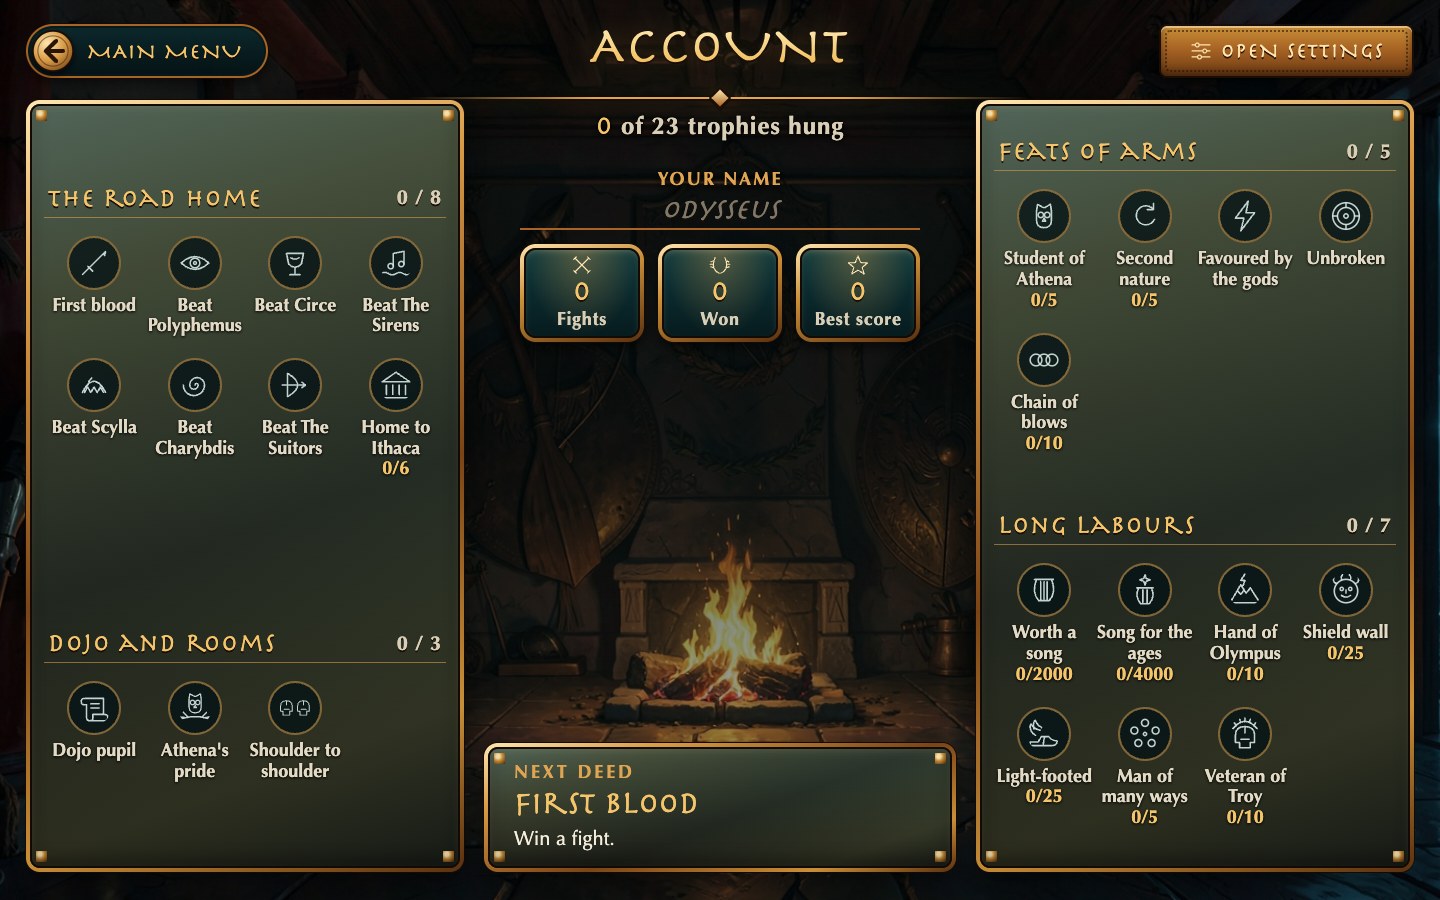 MAIN MENU
ACCOUNT
OPEN SETTINGS
0 of 23 trophies hung
YOUR NAME
ODYSSEUS
0
Fights
0
Won
0
Best score
THE ROAD HOME 0 / 8
First blood
Beat Polyphemus
Beat Circe
Beat The Sirens
Beat Scylla
Beat Charybdis
Beat The Suitors
Home to Ithaca
0/6
DOJO AND ROOMS 0 / 3
Dojo pupil
Athena's pride
Shoulder to shoulder
NEXT DEED
FIRST BLOOD
Win a fight.
FEATS OF ARMS 0 / 5
Student of Athena
0/5
Second nature
0/5
Favoured by the gods
Unbroken
Chain of blows
0/10
LONG LABOURS 0 / 7
Worth a song
0/2000
Song for the ages
0/4000
Hand of Olympus
0/10
Shield wall
0/25
Light-footed
0/25
Man of many ways
0/5
Veteran of Troy
0/10